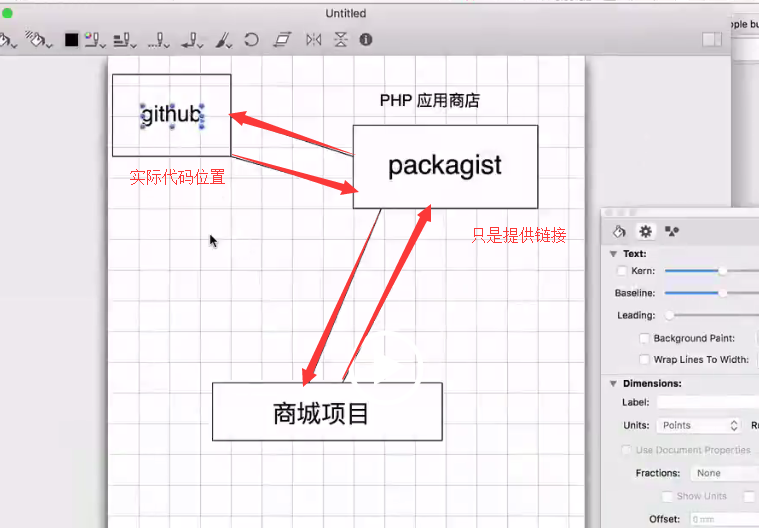 Untitled
github
PHP 应用商店
packagist
实际代码位置
只是提供链接
商城项目
Text:
Kern:
Baseline:
Leading:
Background Paint:
Wrap Lines To Width:
Dimensions:
Label:
Units: Points
Use Document Properties
Fractions: None
Show Units
Offset: 0 mm